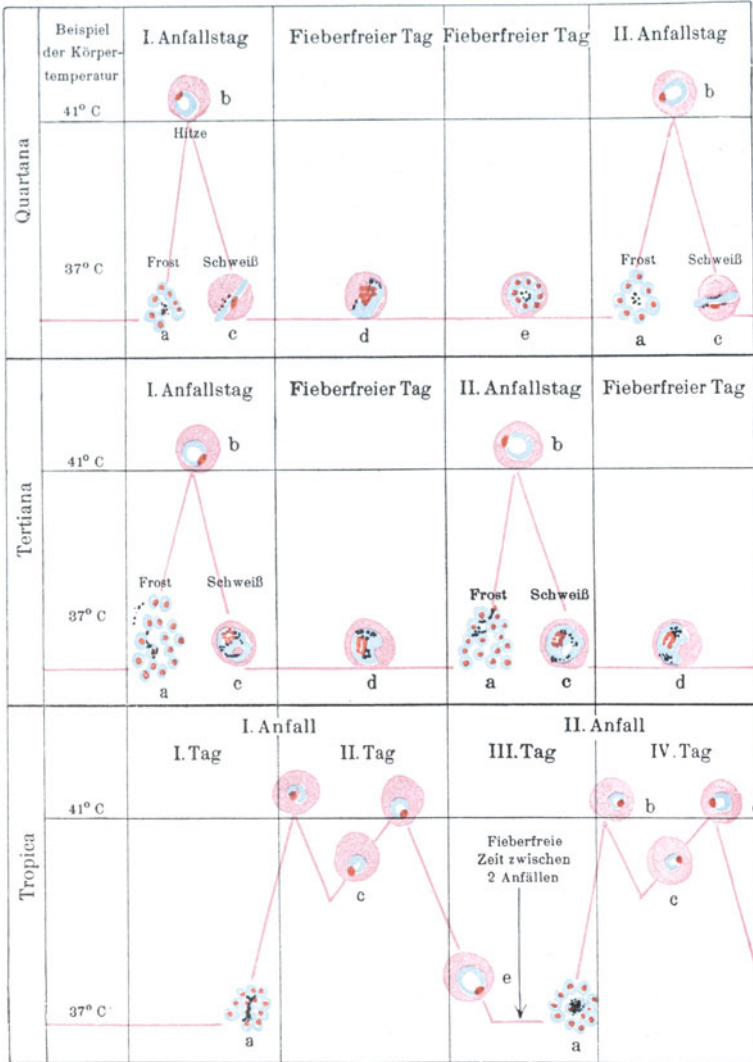 Beispiel
der Körper-
temperatur
I. Anfallstag
Fieberfreier Tag
Fieberfreier Tag
II. Anfallstag
Quartana
41° C
b
b
Hitze
37° C
Frost
Schweiß
Frost
Schweiß
a
c
d
e
a
c
I. Anfallstag
Fieberfreier Tag
II. Anfallstag
Fieberfreier Tag
Tertiana
41° C
b
b
37° C
Frost
Schweiß
Frost
Schweiß
a
c
d
a
c
d
I. Anfall
II. Anfall
I. Tag
II. Tag
III. Tag
IV. Tag
Tropica
41° C
b
Fieberfreie
Zeit zwischen
2 Anfällen
c
c
e
37° C
a
a